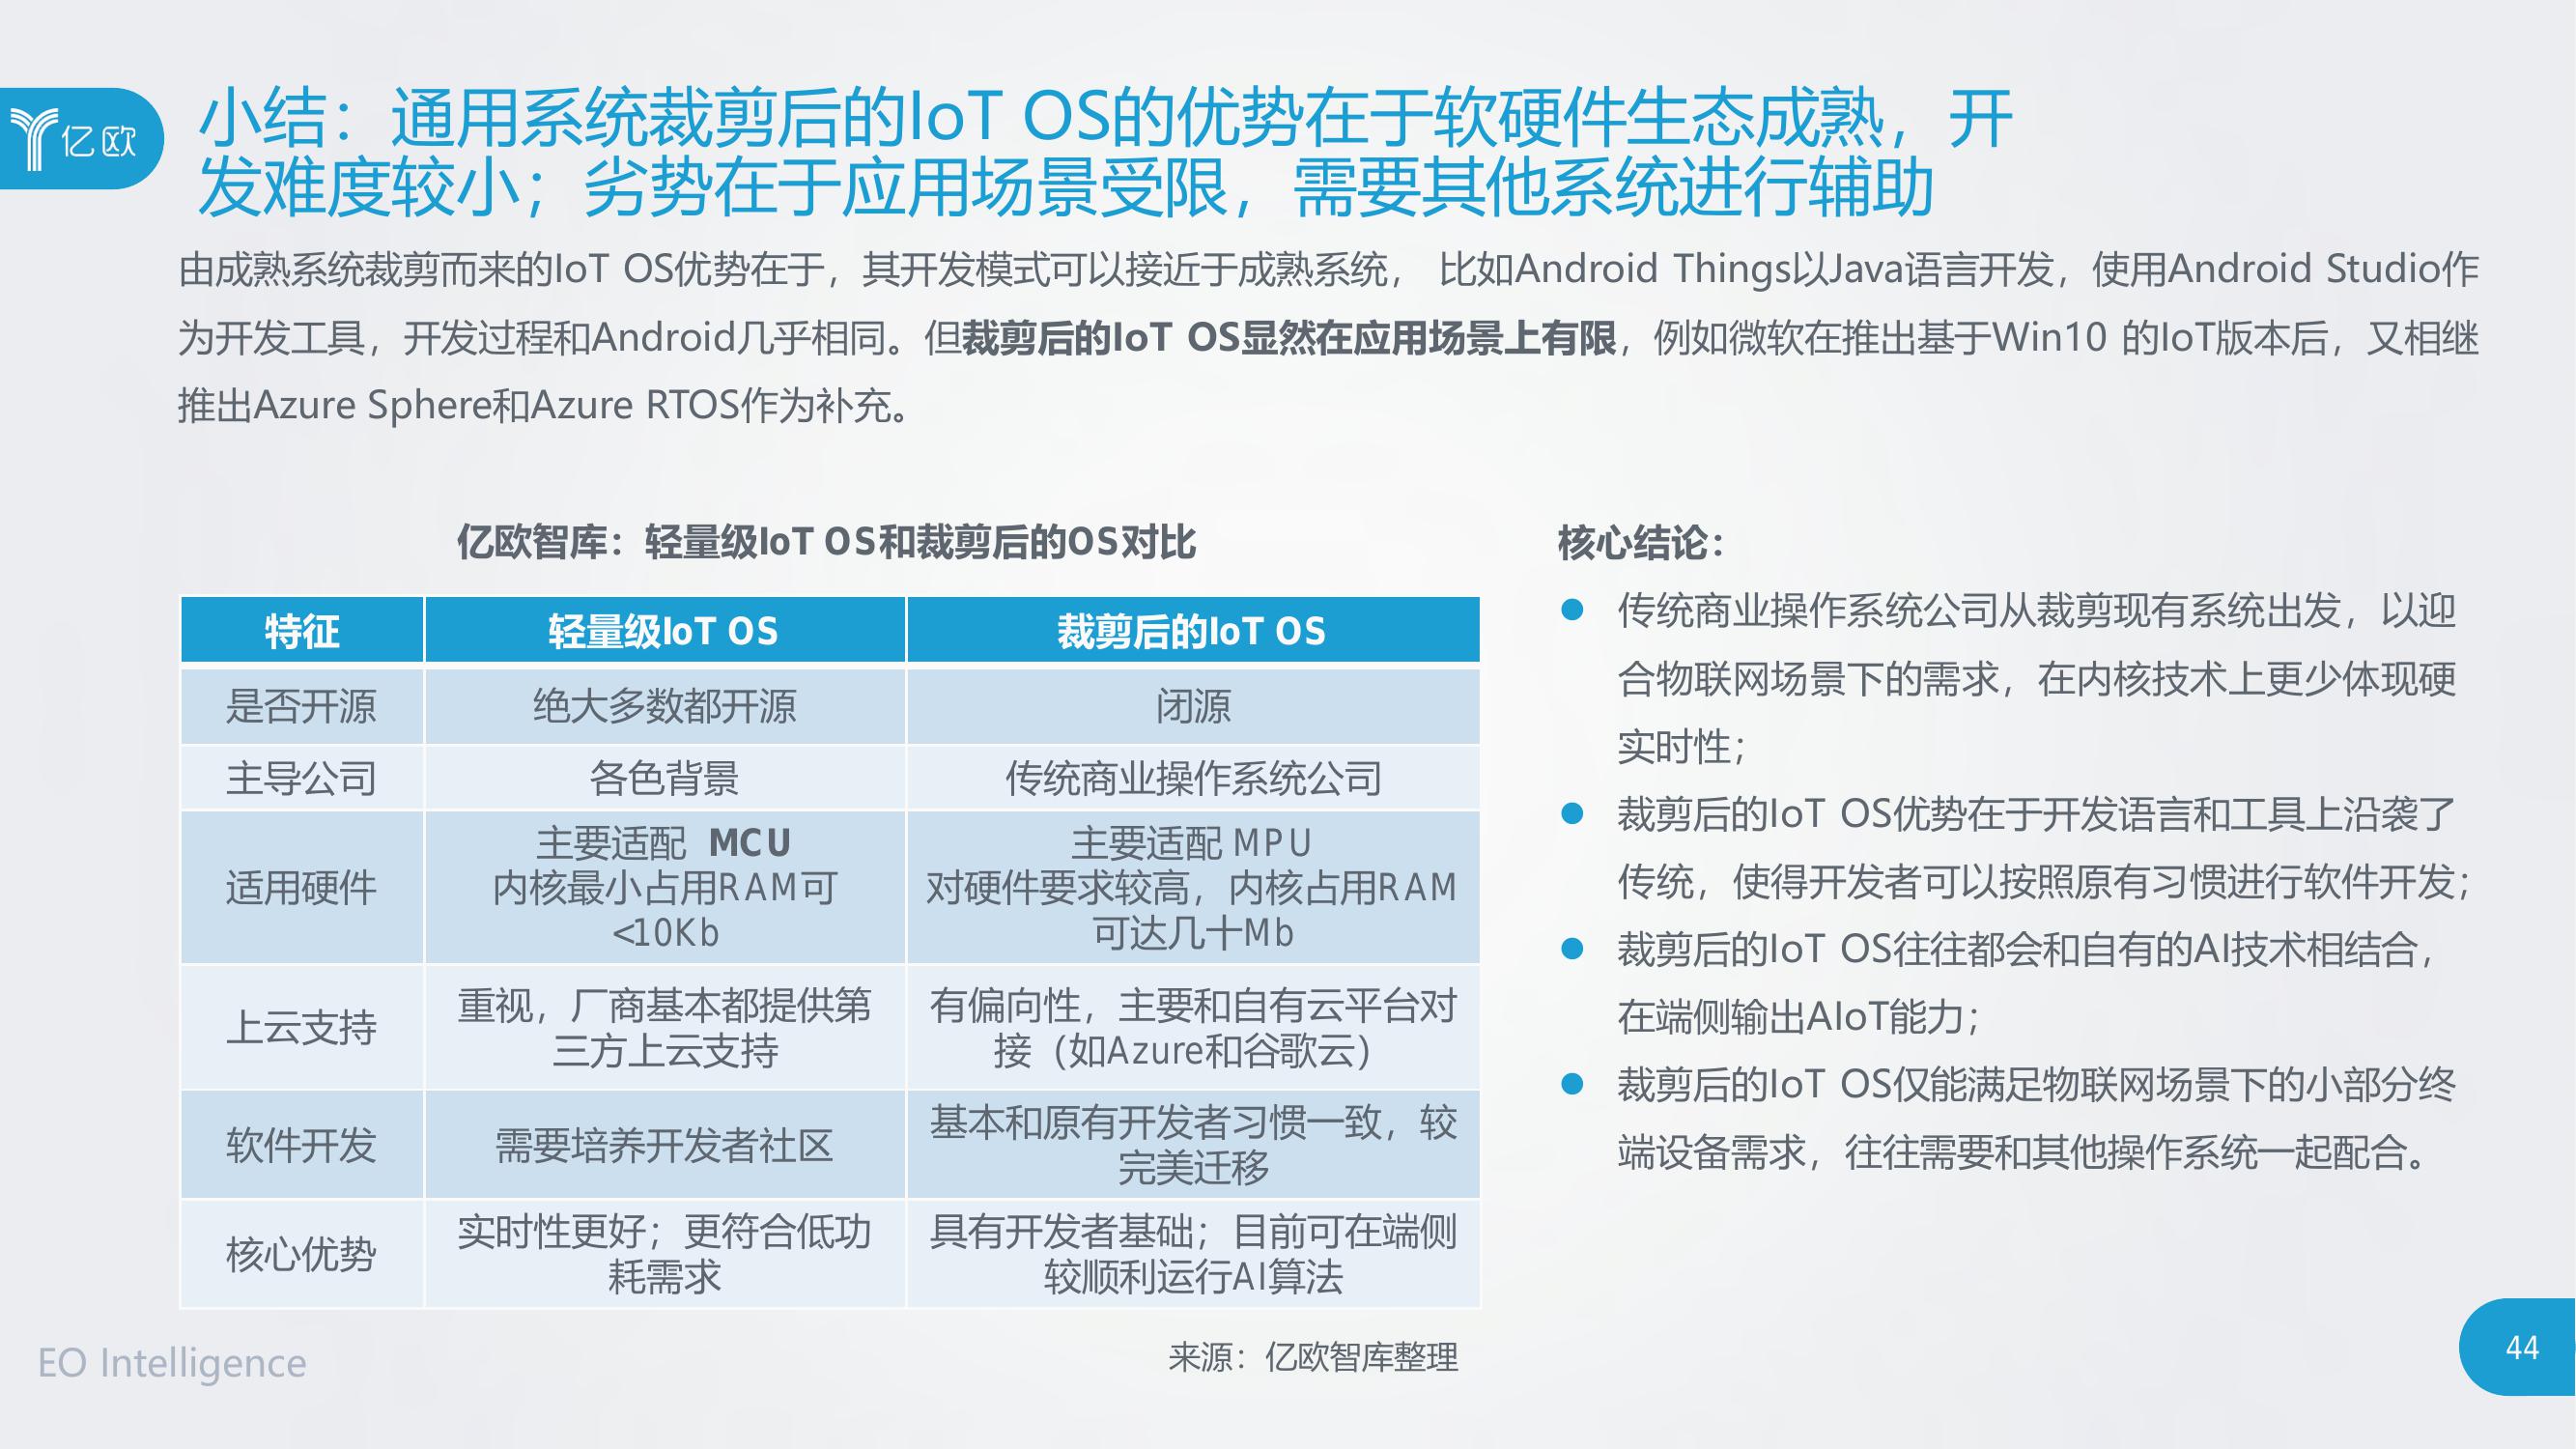 亿欧
小结：通用系统裁剪后的IoT OS的优势在于软硬件生态成熟，开
发难度较小；劣势在于应用场景受限，需要其他系统进行辅助
由成熟系统裁剪而来的IoT OS优势在于，其开发模式可以接近于成熟系统， 比如Android Things以Java语言开发，使用Android Studio作
为开发工具，开发过程和Android几乎相同。但裁剪后的IoT OS显然在应用场景上有限，例如微软在推出基于Win10 的IoT版本后，又相继
推出Azure Sphere和Azure RTOS作为补充。
亿欧智库：轻量级IoT OS和裁剪后的OS对比
特征 轻量级IoT OS 裁剪后的IoT OS
是否开源 绝大多数都开源 闭源
主导公司 各色背景 传统商业操作系统公司
适用硬件
主要适配 MCU
内核最小占用RAM可
<10Kb
主要适配 MPU
对硬件要求较高，内核占用RAM
可达几十Mb
上云支持
重视，厂商基本都提供第
三方上云支持
有偏向性，主要和自有云平台对
接（如Azure和谷歌云）
软件开发
需要培养开发者社区
基本和原有开发者习惯一致，较
完美迁移
核心优势
实时性更好；更符合低功
耗需求
具有开发者基础；目前可在端侧
较顺利运行AI算法
核心结论：
● 传统商业操作系统公司从裁剪现有系统出发，以迎
合物联网场景下的需求，在内核技术上更少体现硬
实时性；
● 裁剪后的IoT OS优势在于开发语言和工具上沿袭了
传统，使得开发者可以按照原有习惯进行软件开发；
● 裁剪后的IoT OS往往都会和自有的AI技术相结合，
在端侧输出AIoT能力；
● 裁剪后的IoT OS仅能满足物联网场景下的小部分终
端设备需求，往往需要和其他操作系统一起配合。
来源：亿欧智库整理
EO Intelligence
44